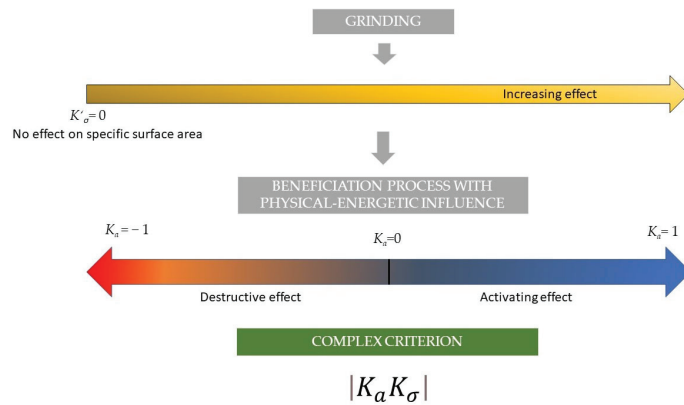 GRINDING
Increasing effect
K´σ= 0
No effect on specific surface area
BENEFICIATION PROCESS WITH
PHYSICAL-ENERGETIC INFLUENCE
Ka = − 1
Ka=0
Ka= 1
Destructive effect
Activating effect
COMPLEX CRITERION
|KaKσ|